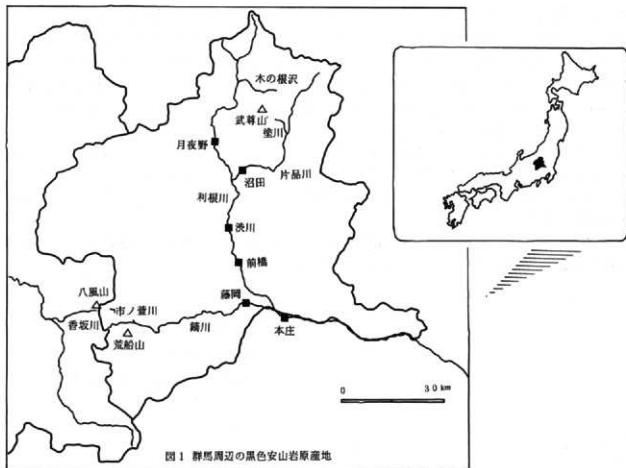 木の根沢
武尊山
塗川
月夜野
沼田
片品川
利根川
渋川
前橋
八風山
市ノ萱川
藤岡
香坂川
荒船山
鏑川
本庄
0 30km
図1 群馬周辺の黒色安山岩原産地